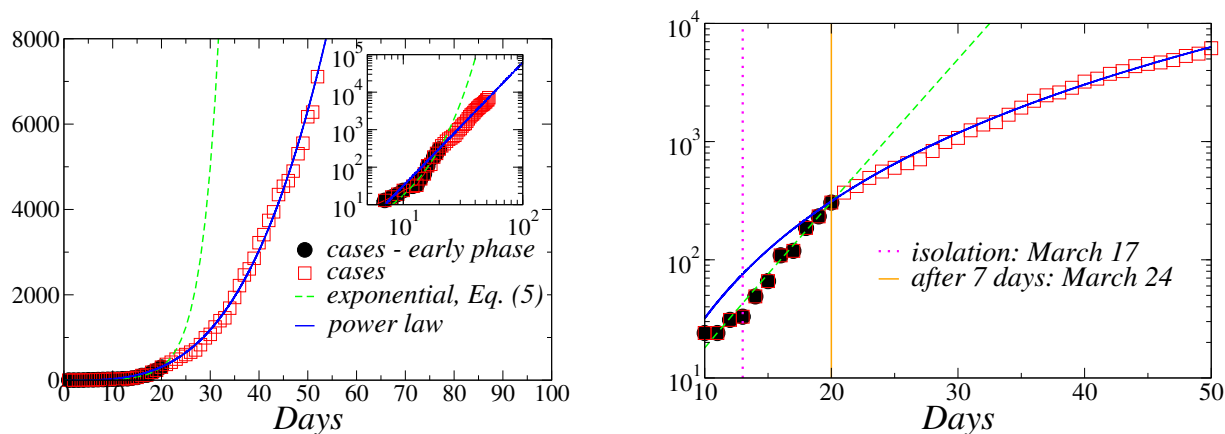 8000
6000
4000
2000
0
0 10 20 30 40 50 60 70 80 90 100
Days
10^5
10^4
10^3
10^2
10^1
10^1 10^2
cases - early phase
cases
exponential, Eq. (5)
power law
10^4
10^3
10^2
10^1
10 20 30 40 50
Days
isolation: March 17
after 7 days: March 24